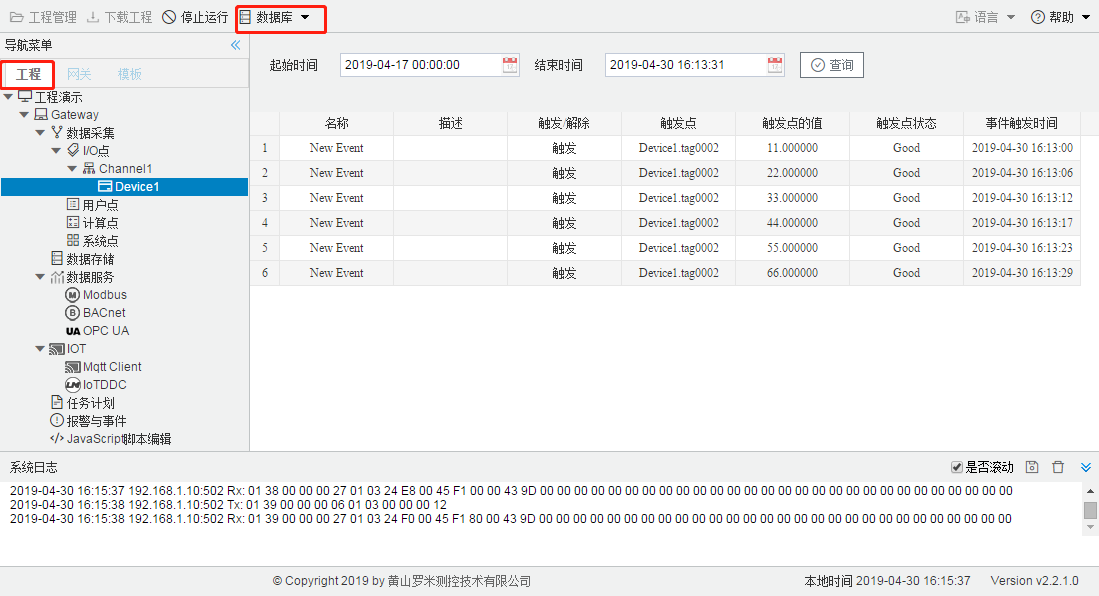 工程管理 下载工程 停止运行 数据库 语言 帮助
导航菜单
工程 网关 模板
工程演示
Gateway
数据采集
I/O点
Channel1
Device1
用户点
计算点
系统点
数据存储
数据服务
Modbus
BACnet
OPC UA
IOT
Mqtt Client
IoTDDC
任务计划
报警与事件
JavaScript脚本编辑
起始时间 2019-04-17 00:00:00 结束时间 2019-04-30 16:13:31 查询
名称 描述 触发/解除 触发点 触发点的值 触发点状态 事件触发时间
1 New Event 触发 Device1.tag0002 11.000000 Good 2019-04-30 16:13:00
2 New Event 触发 Device1.tag0002 22.000000 Good 2019-04-30 16:13:06
3 New Event 触发 Device1.tag0002 33.000000 Good 2019-04-30 16:13:12
4 New Event 触发 Device1.tag0002 44.000000 Good 2019-04-30 16:13:17
5 New Event 触发 Device1.tag0002 55.000000 Good 2019-04-30 16:13:23
6 New Event 触发 Device1.tag0002 66.000000 Good 2019-04-30 16:13:29
系统日志 是否滚动
2019-04-30 16:15:37 192.168.1.10:502 Rx: 01 38 00 00 00 27 01 03 24 E8 00 45 F1 00 00 43 9D 00 00 00 00 00 00 00 00 00 00 00 00 00 00 00 00 00 00 00 00 00 00 00 00 00 00 00 00
2019-04-30 16:15:38 192.168.1.10:502 Tx: 01 39 00 00 00 06 01 03 00 00 00 12
2019-04-30 16:15:38 192.168.1.10:502 Rx: 01 39 00 00 00 27 01 03 24 F0 00 45 F1 80 00 43 9D 00 00 00 00 00 00 00 00 00 00 00 00 00 00 00 00 00 00 00 00 00 00 00 00 00 00 00 00
© Copyright 2019 by 黄山罗米测控技术有限公司 本地时间 2019-04-30 16:15:37 Version v2.2.1.0